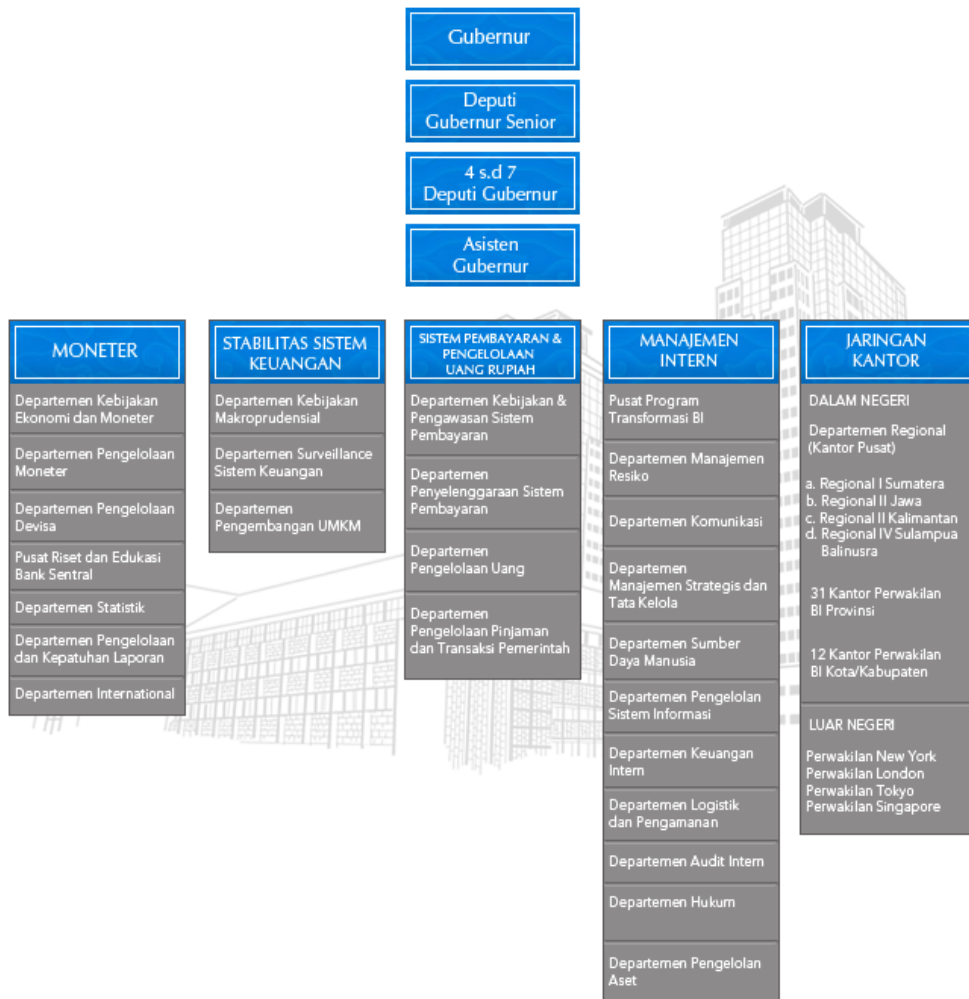 Gubernur
Deputi
Gubernur Senior
4 s.d 7
Deputi Gubernur
Asisten
Gubernur
MONETER
Departemen Kebijakan
Ekonomi dan Moneter
Departemen Pengelolaan
Moneter
Departemen Pengelolaan
Devisa
Pusat Riset dan Edukasi
Bank Sentral
Departemen Statistik
Departemen Pengelolaan
dan Kepatuhan Laporan
Departemen International
STABILITAS SISTEM
KEUANGAN
Departemen Kebijakan
Makroprudensial
Departemen Surveillance
Sistem Keuangan
Departemen
Pengembangan UMKM
SISTEM PEMBAYARAN &
PENGELOLAAN
UANG RUPIAH
Departemen Kebijakan &
Pengawasan Sistem
Pembayaran
Departemen
Penyelenggaraan Sistem
Pembayaran
Departemen
Pengelolaan Uang
Departemen
Pengelolaan Pinjaman
dan Transaksi Pemerintah
MANAJEMEN
INTERN
Pusat Program
Transformasi BI
Departemen Manajemen
Resiko
Departemen Komunikasi
Departemen
Manajemen Strategis dan
Tata Kelola
Departemen Sumber
Daya Manusia
Departemen Pengelolan
Sistem Informasi
Departemen Keuangan
Intern
Departemen Logistik
dan Pengamanan
Departemen Audit Intern
Departemen Hukum
Departemen Pengelolan
Aset
JARINGAN
KANTOR
DALAM NEGERI
Departemen Regional
(Kantor Pusat)
a. Regional I Sumatera
b. Regional II Jawa
c. Regional II Kalimantan
d. Regional IV Sulampua
Balinusra
31 Kantor Perwakilan
BI Provinsi
12 Kantor Perwakilan
BI Kota/Kabupaten
LUAR NEGERI
Perwakilan New York
Perwakilan London
Perwakilan Tokyo
Perwakilan Singapore